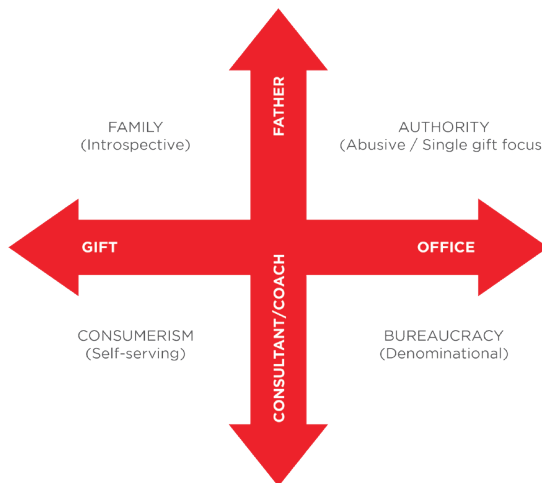 FATHER
FAMILY
(Introspective)
AUTHORITY
(Abusive / Single gift focus
GIFT
OFFICE
CONSULTANT/COACH
CONSUMERISM
(Self-serving)
BUREAUCRACY
(Denominational)